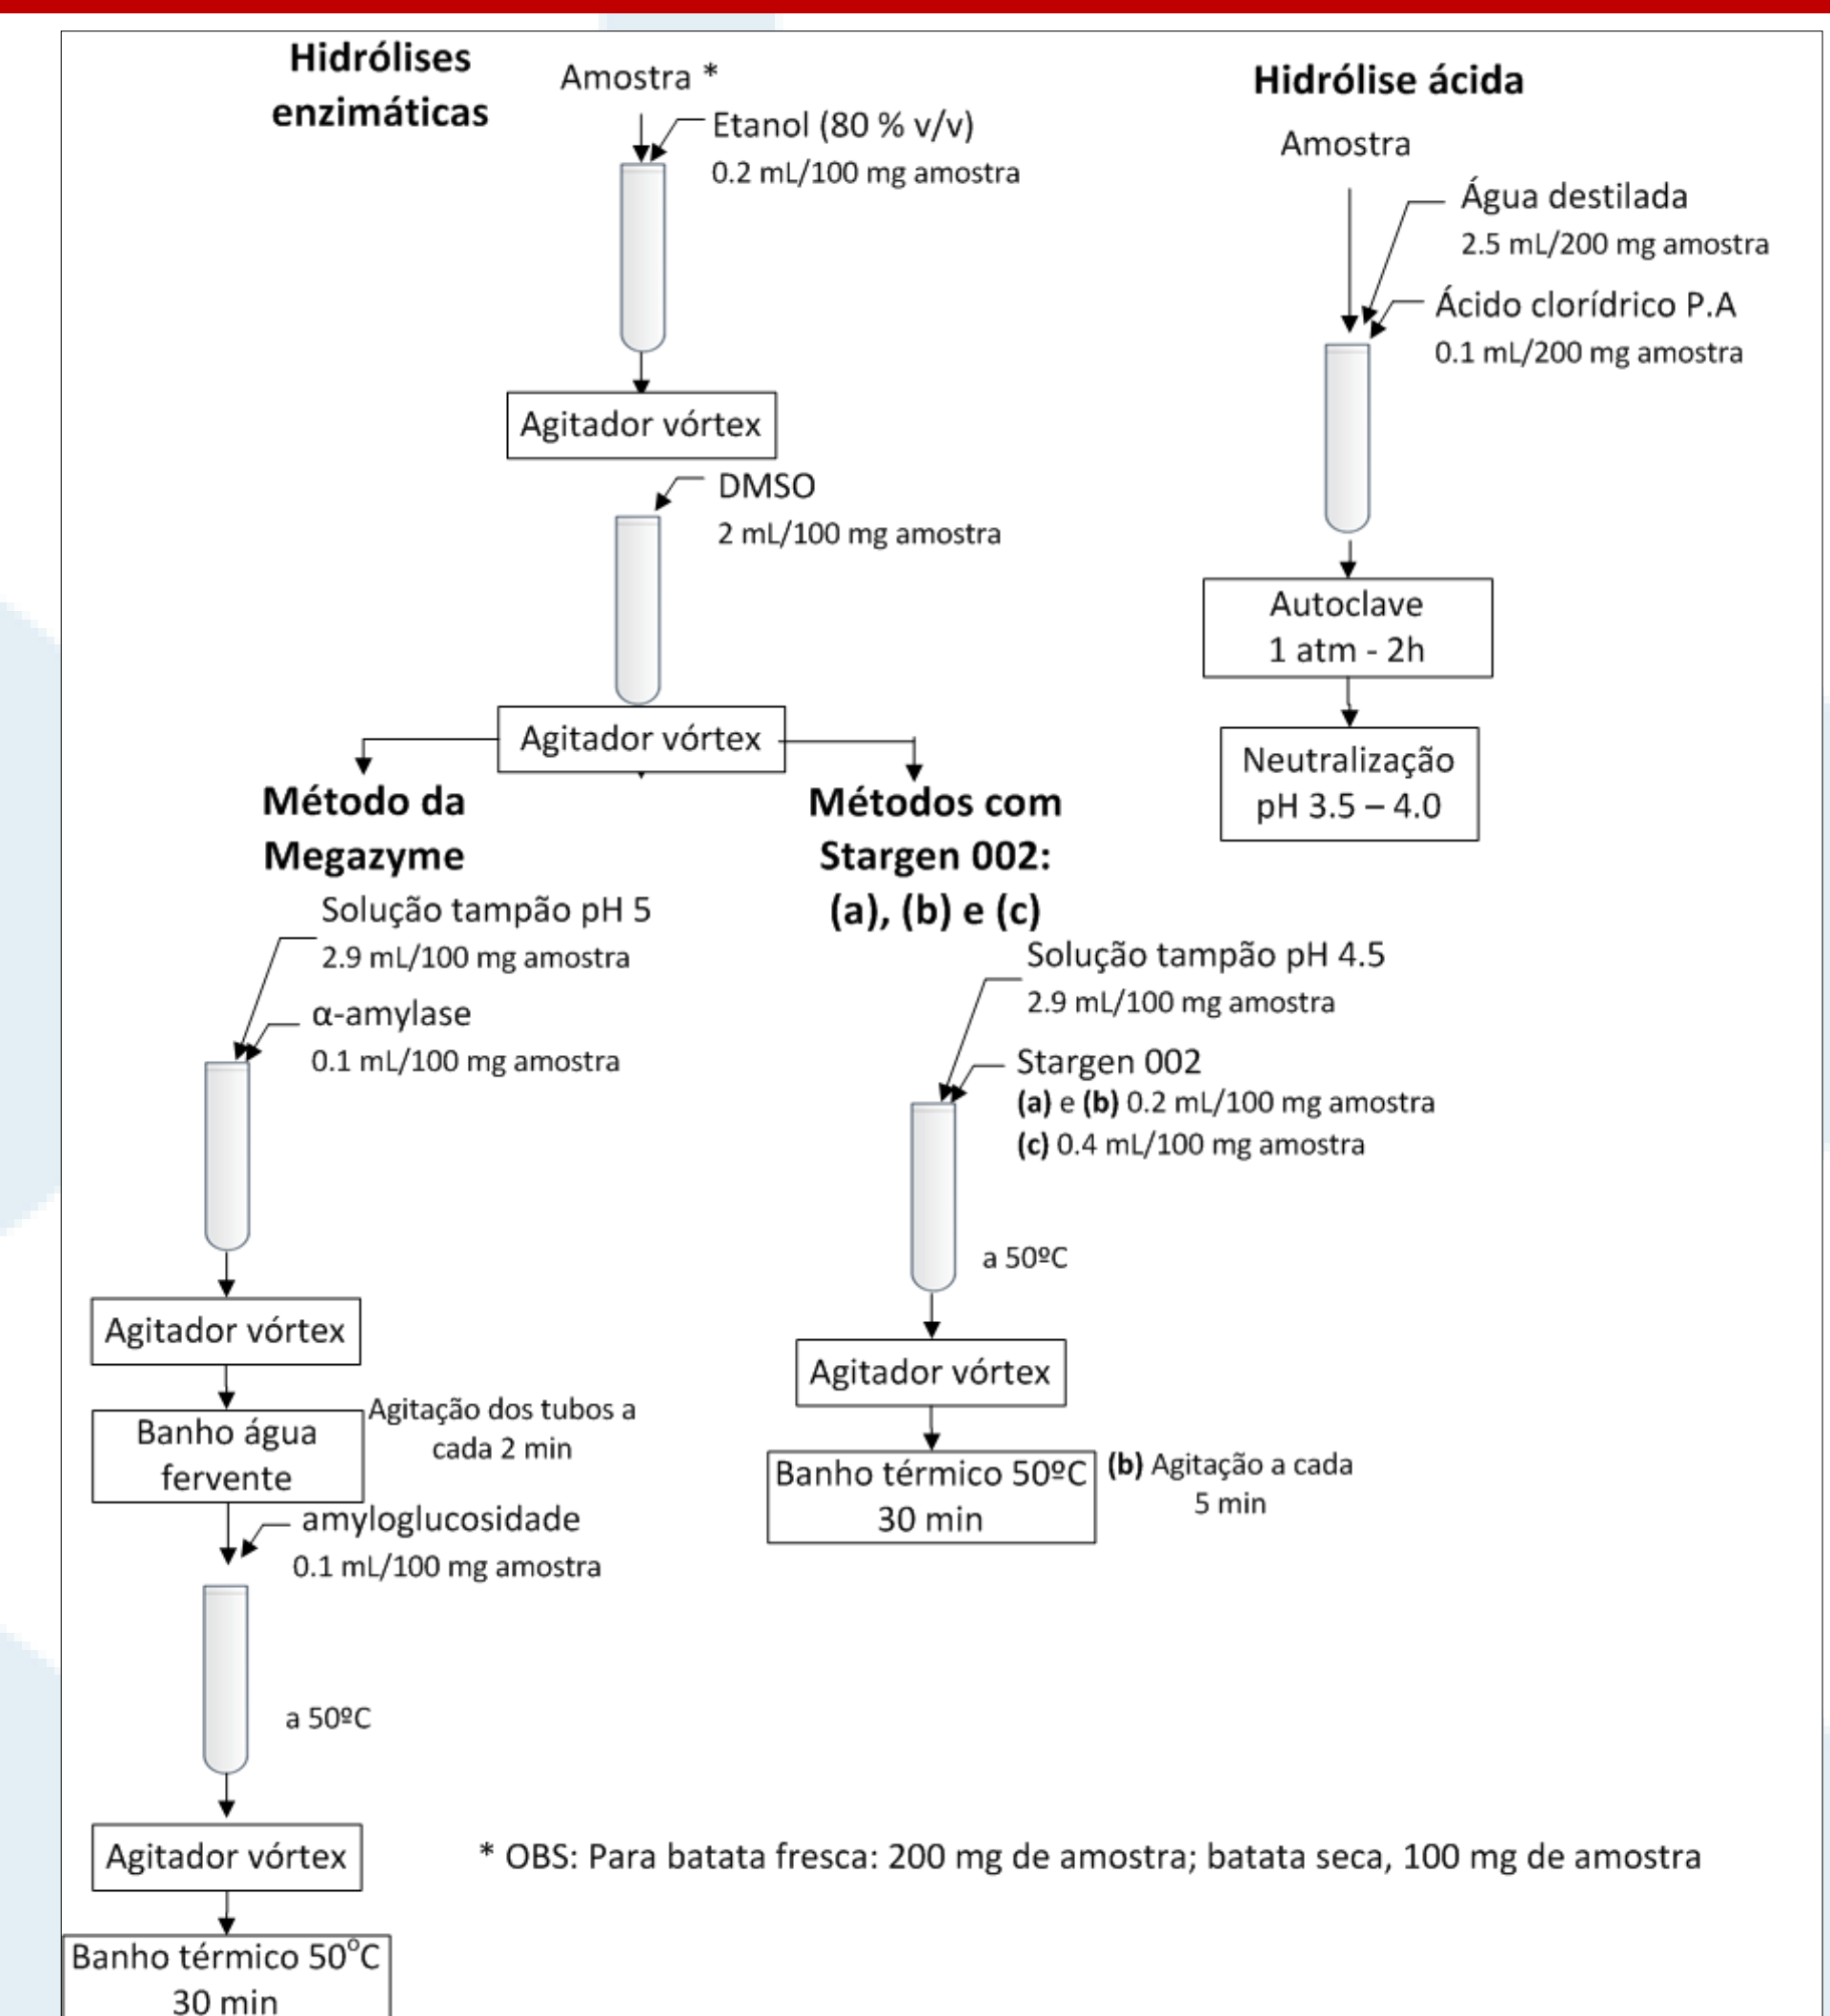 Hidrólises
enzimáticas
Amostra *
Etanol (80 % v/v)
0.2 mL/100 mg amostra
Agitador vórtex
DMSO
2 mL/100 mg amostra
Agitador vórtex
Método da
Megazyme
Solução tampão pH 5
2.9 mL/100 mg amostra
α-amylase
0.1 mL/100 mg amostra
Agitador vórtex
Banho água
fervente
Agitação dos tubos a
cada 2 min
amyloglucosidade
0.1 mL/100 mg amostra
a 50ºC
Agitador vórtex
Banho térmico 50°C
30 min
Métodos com
Stargen 002:
(a), (b) e (c)
Solução tampão pH 4.5
2.9 mL/100 mg amostra
Stargen 002
(a) e (b) 0.2 mL/100 mg amostra
(c) 0.4 mL/100 mg amostra
a 50ºC
Agitador vórtex
Banho térmico 50ºC
30 min
(b) Agitação a cada
5 min
Hidrólise ácida
Amostra
Água destilada
2.5 mL/200 mg amostra
Ácido clorídrico P.A
0.1 mL/200 mg amostra
Autoclave
1 atm - 2h
Neutralização
pH 3.5 – 4.0
* OBS: Para batata fresca: 200 mg de amostra; batata seca, 100 mg de amostra